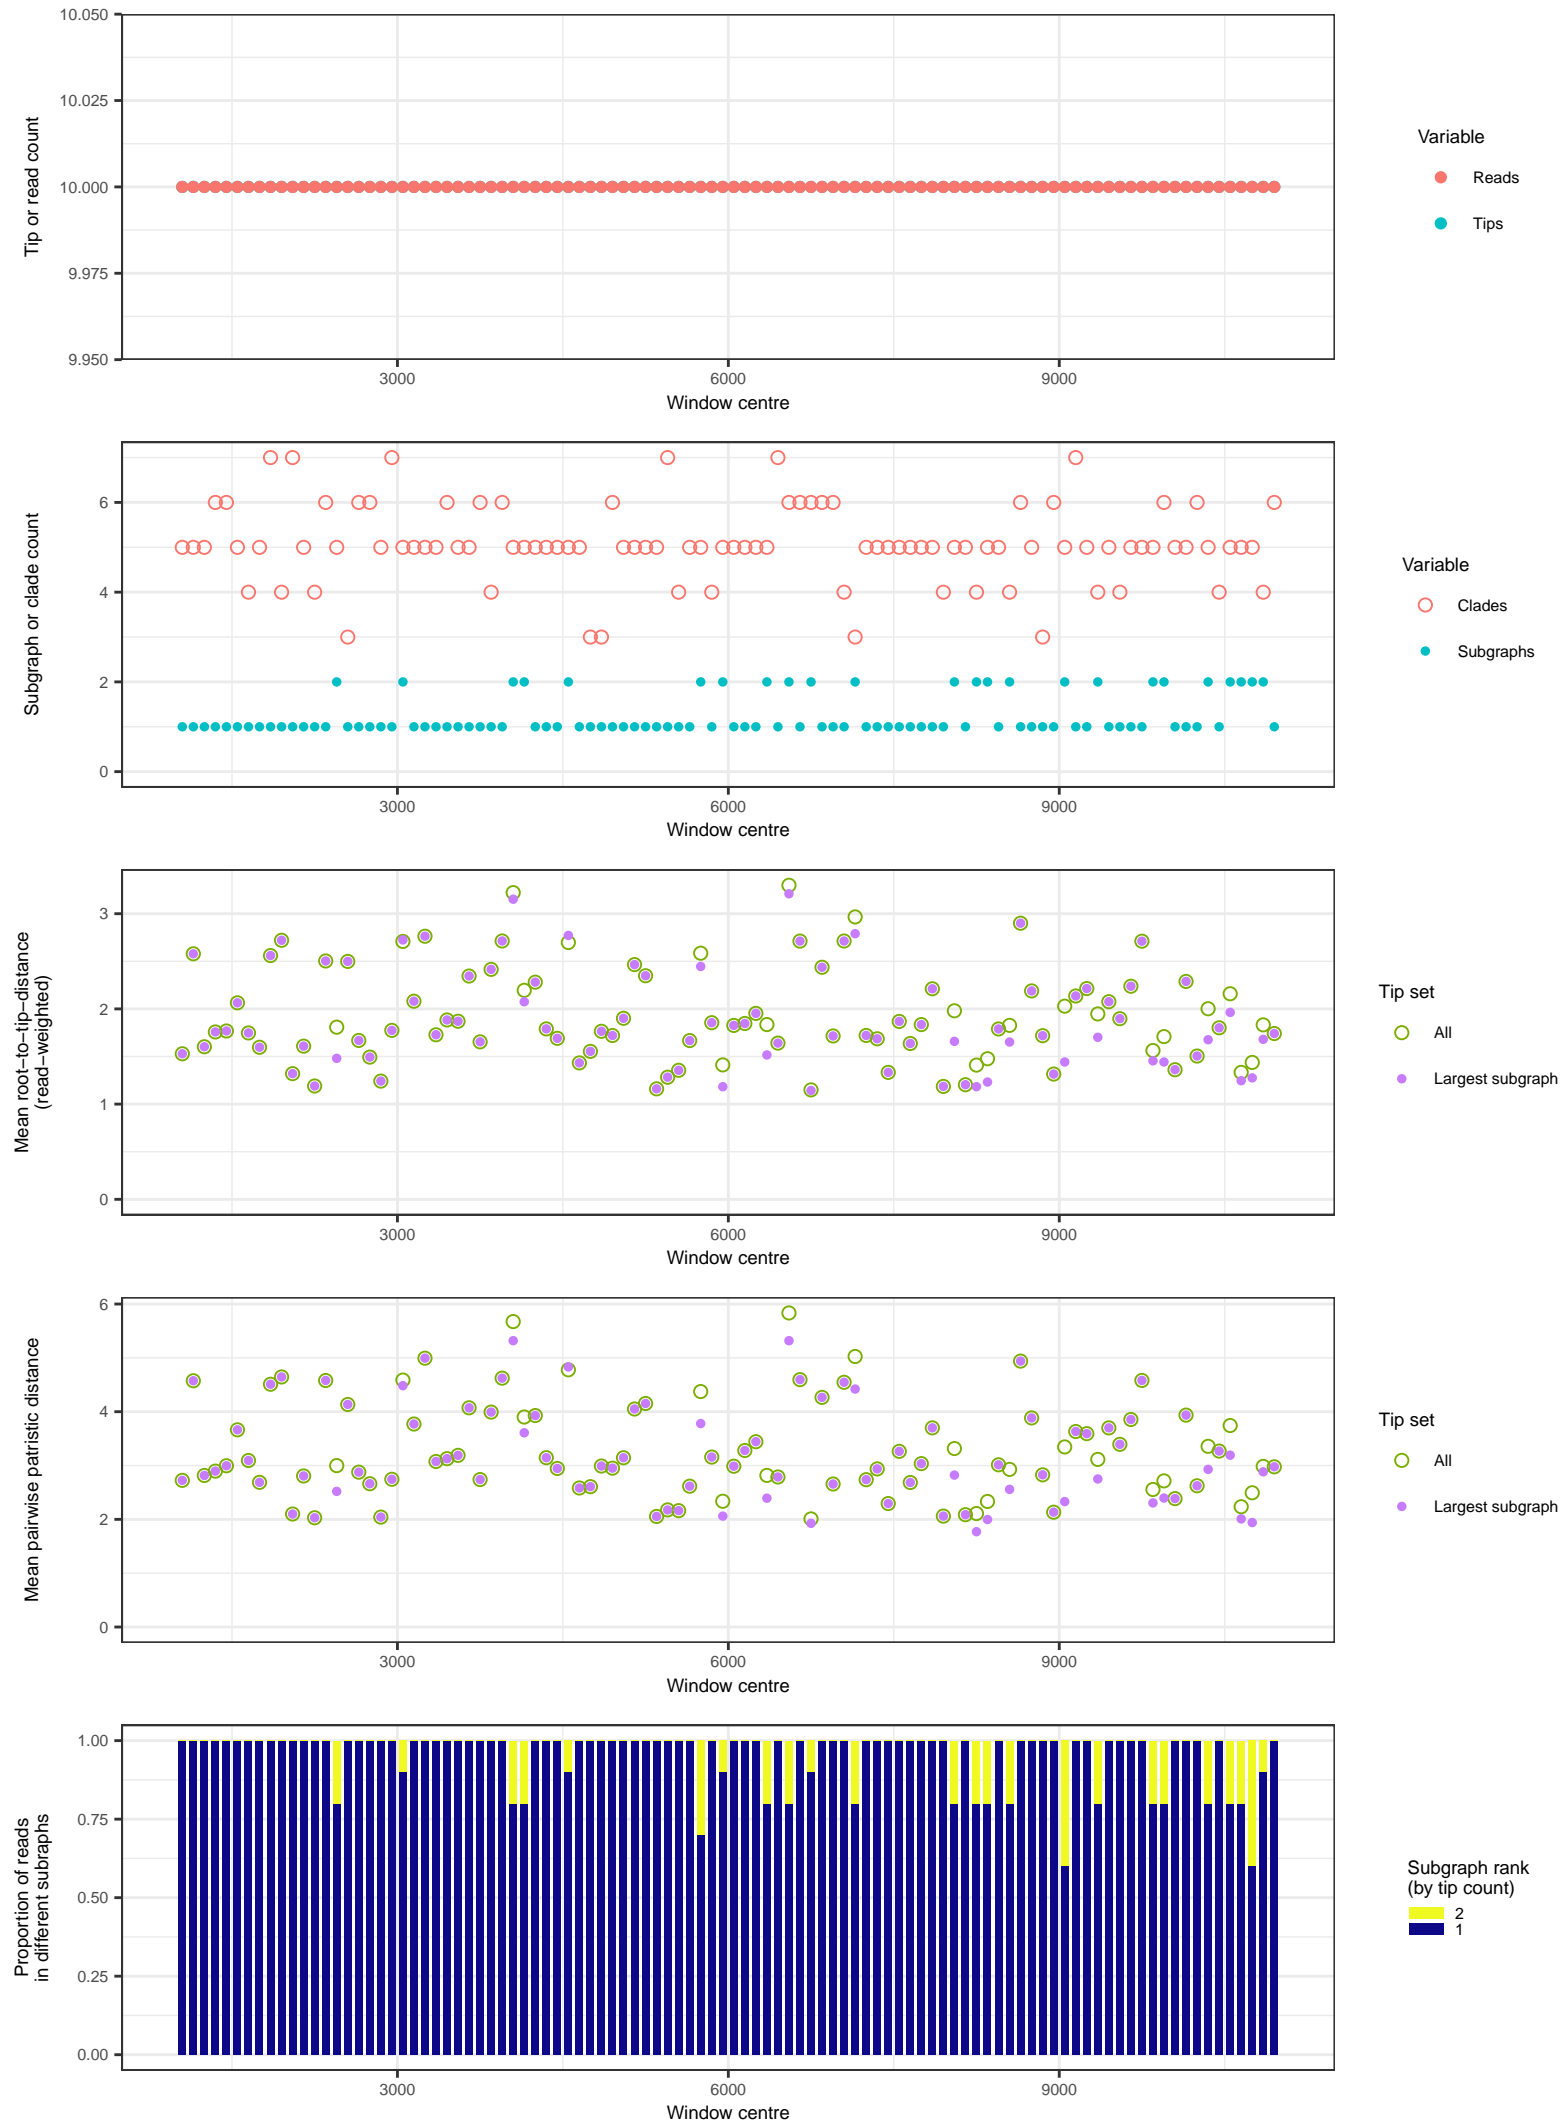 10.050
10.025
10.000
9.975
9.950
Tip or read count
3000
6000
9000
Window centre
Variable
Reads
Tips
6
4
2
0
Subgraph or clade count
3000
6000
9000
Window centre
Variable
Clades
Subgraphs
3
2
1
0
Mean root−to−tip−distance
(read−weighted)
3000
6000
9000
Window centre
Tip set
All
Largest subgraph
6
4
2
0
Mean pairwise patristic distance
3000
6000
9000
Window centre
Tip set
All
Largest subgraph
1.00
0.75
0.50
0.25
0.00
Proportion of reads
in different subraphs
3000
6000
9000
Window centre
Subgraph rank
(by tip count)
2
1